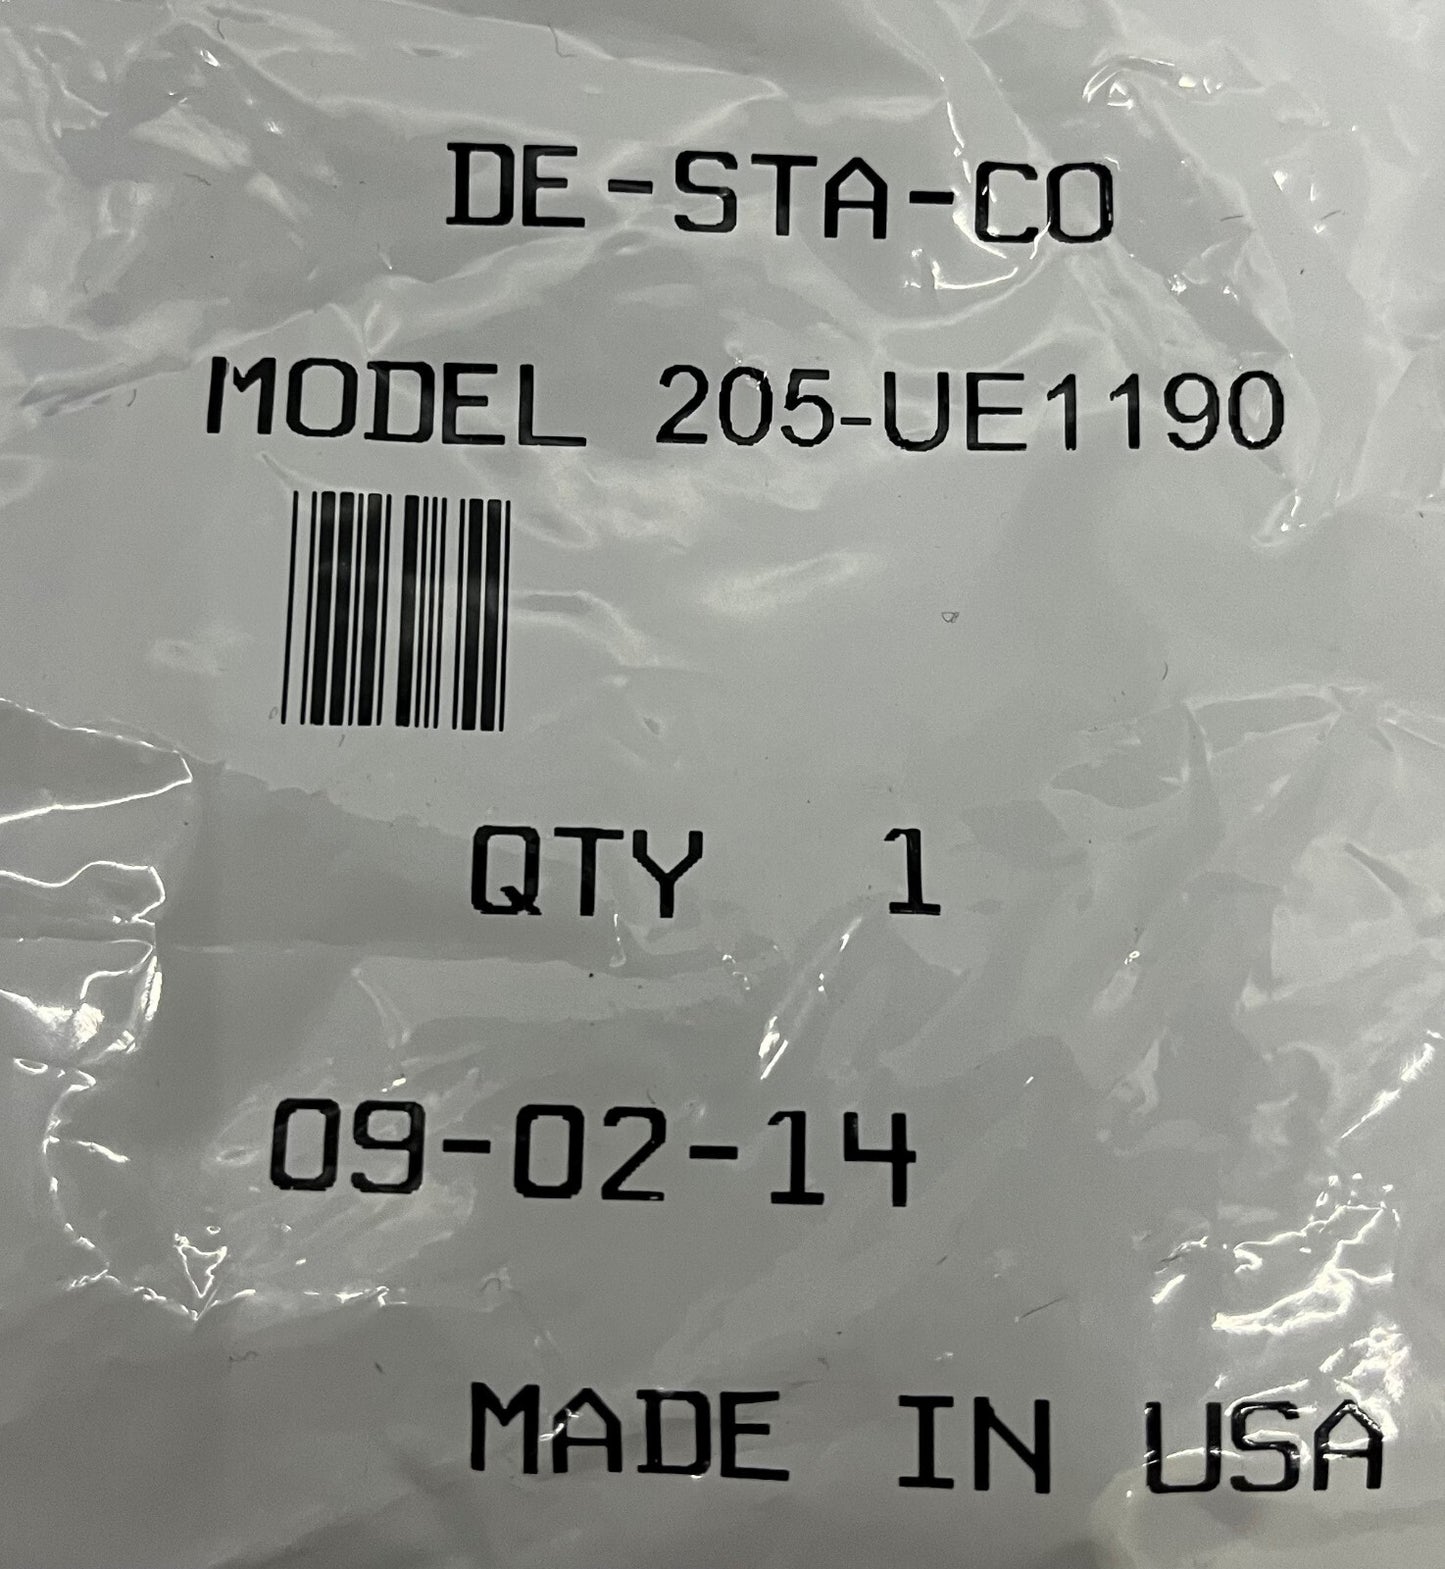 DE-STA-CO
MODEL 205-UE1190
QTY 1
09-02-14
MADE IN USA